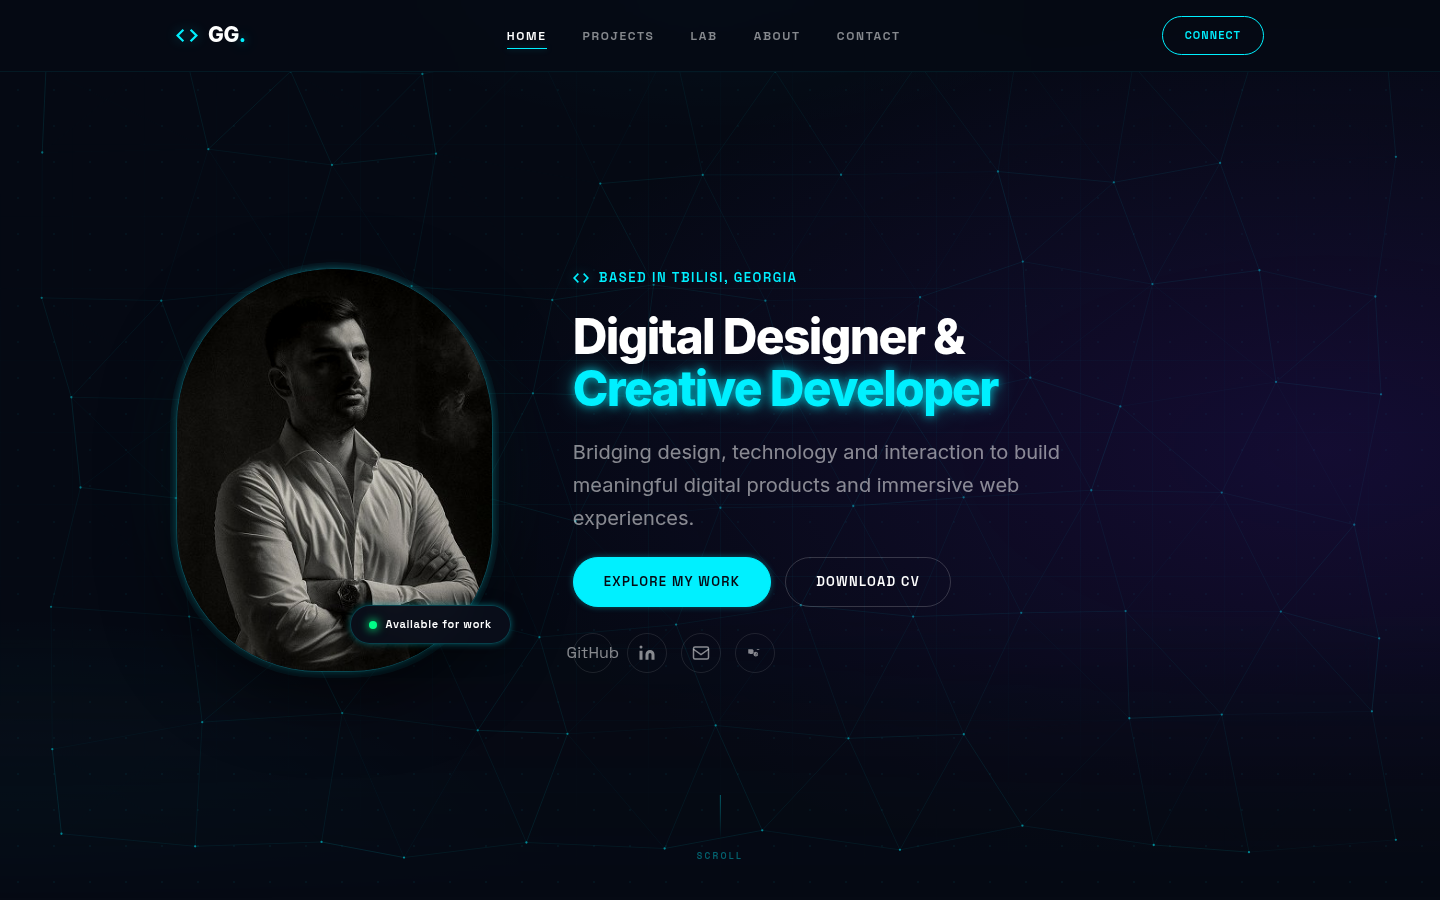 GG.
HOME
PROJECTS
LAB
ABOUT
CONTACT
CONNECT
BASED IN TBILISI, GEORGIA
Digital Designer &
Creative Developer
Bridging design, technology and interaction to build
meaningful digital products and immersive web
experiences.
EXPLORE MY WORK
DOWNLOAD CV
Available for work
GitHub
in
SCROLL